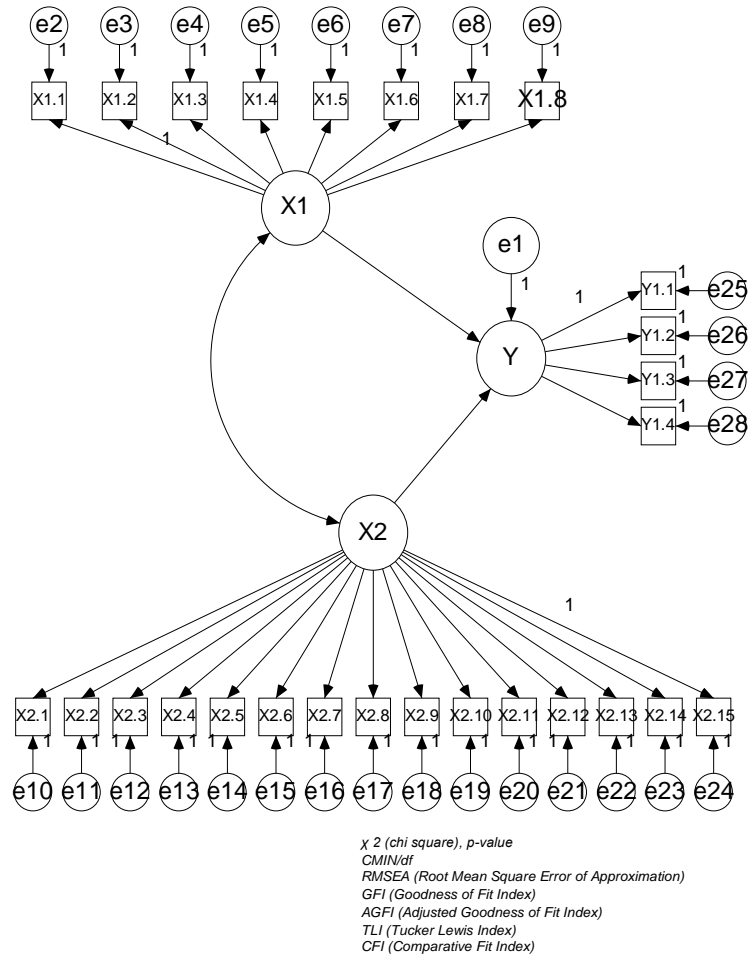 e2 e3 e4 e5 e6 e7 e8 e9
1 1 1 1 1 1 1 1
X1.1 X1.2 X1.3 X1.4 X1.5 X1.6 X1.7 X1.8
1
X1
e1
1
1
Y1.1 1 e25
Y1.2 1 e26
Y
Y1.3 1 e27
Y1.4 1 e28
X2
1
X2.1 X2.2 X2.3 X2.4 X2.5 X2.6 X2.7 X2.8 X2.9 X2.10 X2.11 X2.12 X2.13 X2.14 X2.15
1 1 1 1 1 1 1 1 1 1 1 1 1 1 1
e10 e11 e12 e13 e14 e15 e16 e17 e18 e19 e20 e21 e22 e23 e24
χ 2 (chi square), p-value
CMIN/df
RMSEA (Root Mean Square Error of Approximation)
GFI (Goodness of Fit Index)
AGFI (Adjusted Goodness of Fit Index)
TLI (Tucker Lewis Index)
CFI (Comparative Fit Index)